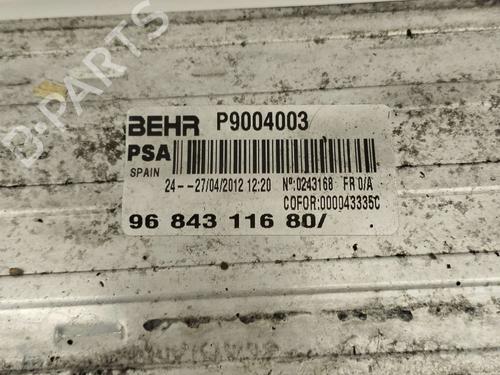 B-PARTS
BEHR P9004003
PSA
SPAIN
24--27/04/2012 12:20 Nº:0243168 FR 0/A
COFOR:000043335C
96 843 116 80/